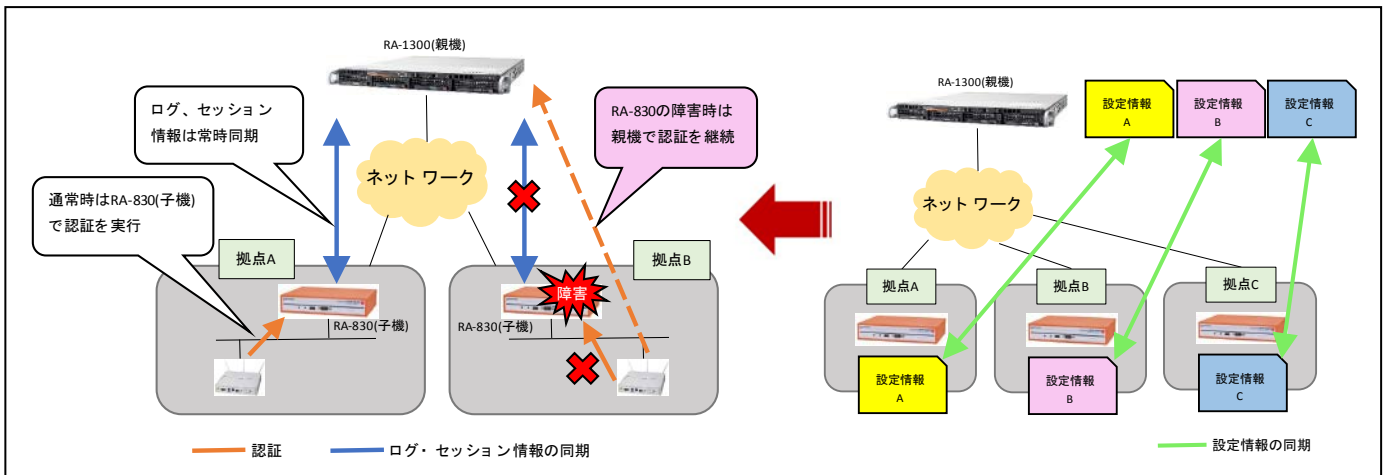 RA-1300(親機)
ログ、セッション
情報は常時同期
RA-830の障害時は
親機で認証を継続
ネットワーク
通常時はRA-830(子機)
で認証を実行
拠点A
拠点B
障害
RA-830(子機)
RA-830(子機)
認証
ログ・セッション情報の同期
RA-1300(親機)
設定情報
A
設定情報
B
設定情報
C
ネットワーク
拠点A
拠点B
拠点C
設定情報
A
設定情報
B
設定情報
C
設定情報の同期